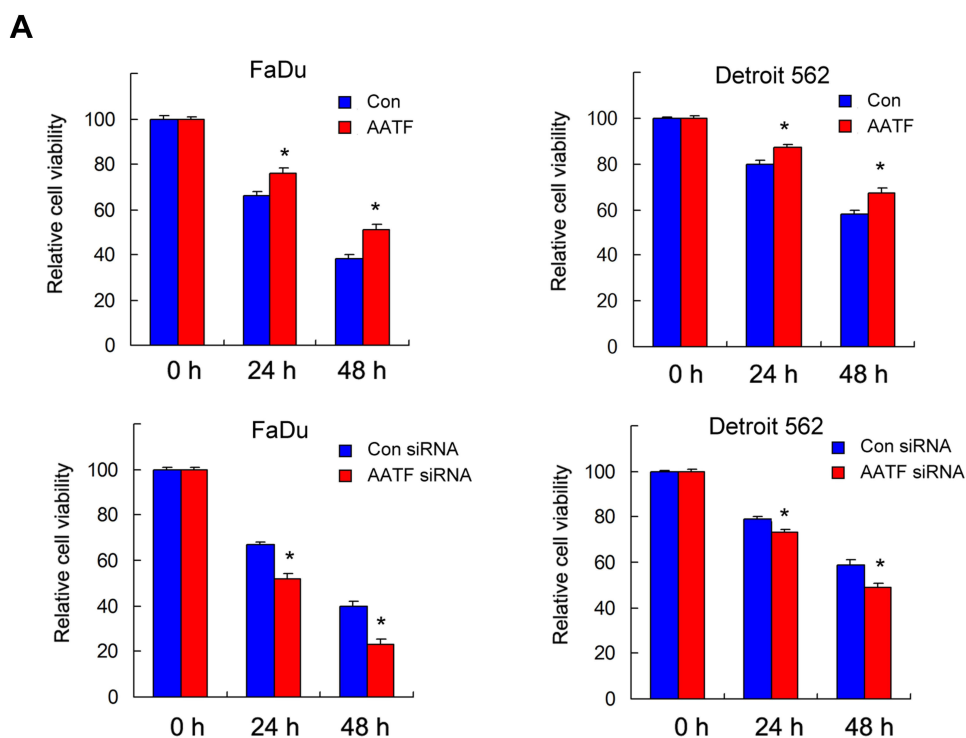 A
FaDu
Con
AATF
Relative cell viability
100
80
60
40
20
0
*
*
0 h 24 h 48 h
Detroit 562
Con
AATF
Relative cell viability
100
80
60
40
20
0
*
*
0 h 24 h 48 h
FaDu
Con siRNA
AATF siRNA
Relative cell viability
100
80
60
40
20
0
*
*
0 h 24 h 48 h
Detroit 562
Con siRNA
AATF siRNA
Relative cell viability
100
80
60
40
20
0
*
*
0 h 24 h 48 h